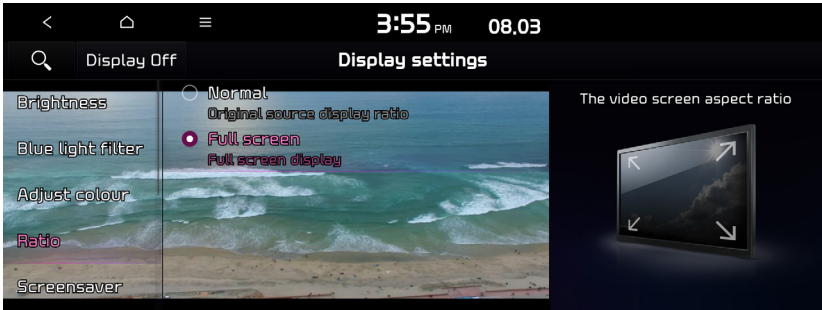 3:55 PM 08.03
Display Off
Display settings
Brightness
Blue light filter
Adjust colour
Ratio
Screensaver
Normal
Original source display ratio
Full screen
Full screen display
The video screen aspect ratio